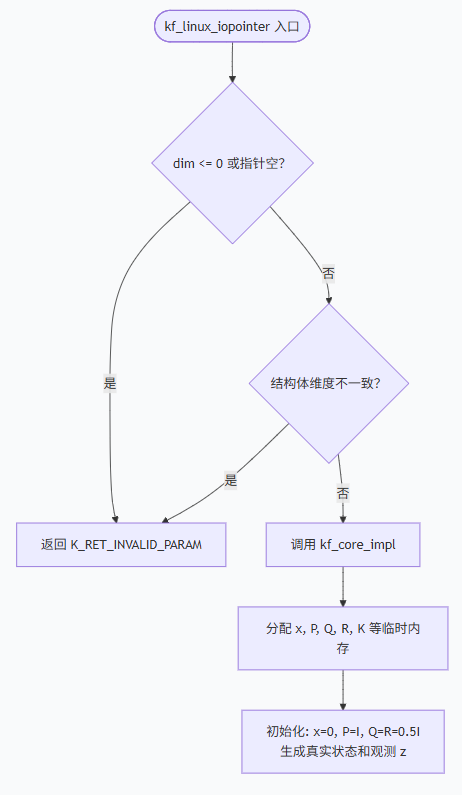 kf_linux_iopointer 入口
dim <= 0 或指针空?
否
是
结构体维度不一致?
是
否
返回 K_RET_INVALID_PARAM
调用 kf_core_impl
分配 x, P, Q, R, K 等临时内
存
初始化: x=0, P=I, Q=R=0.5I
生成真实状态和观测 z